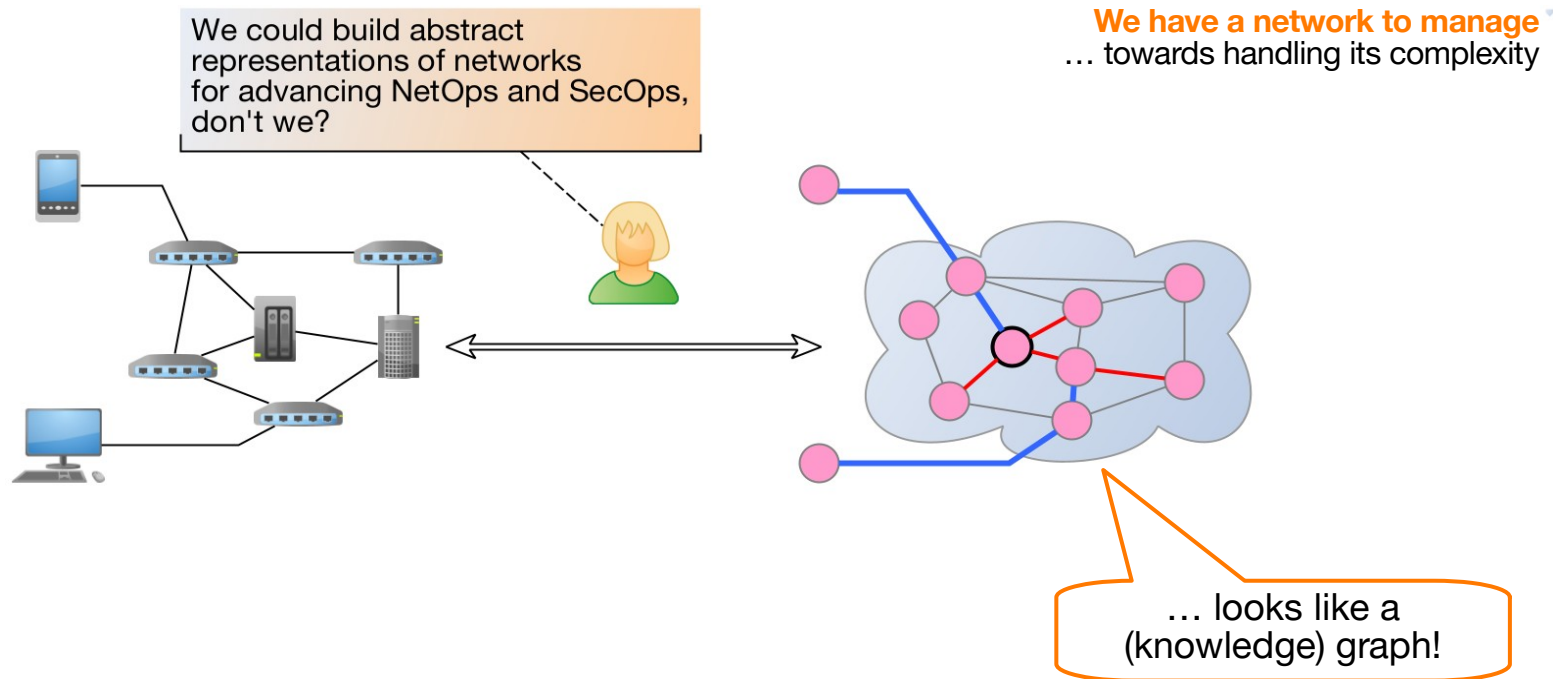 We have a network to manage
… towards handling its complexity
We could build abstract
representations of networks
for advancing NetOps and SecOps,
don't we?
… looks like a
(knowledge) graph!